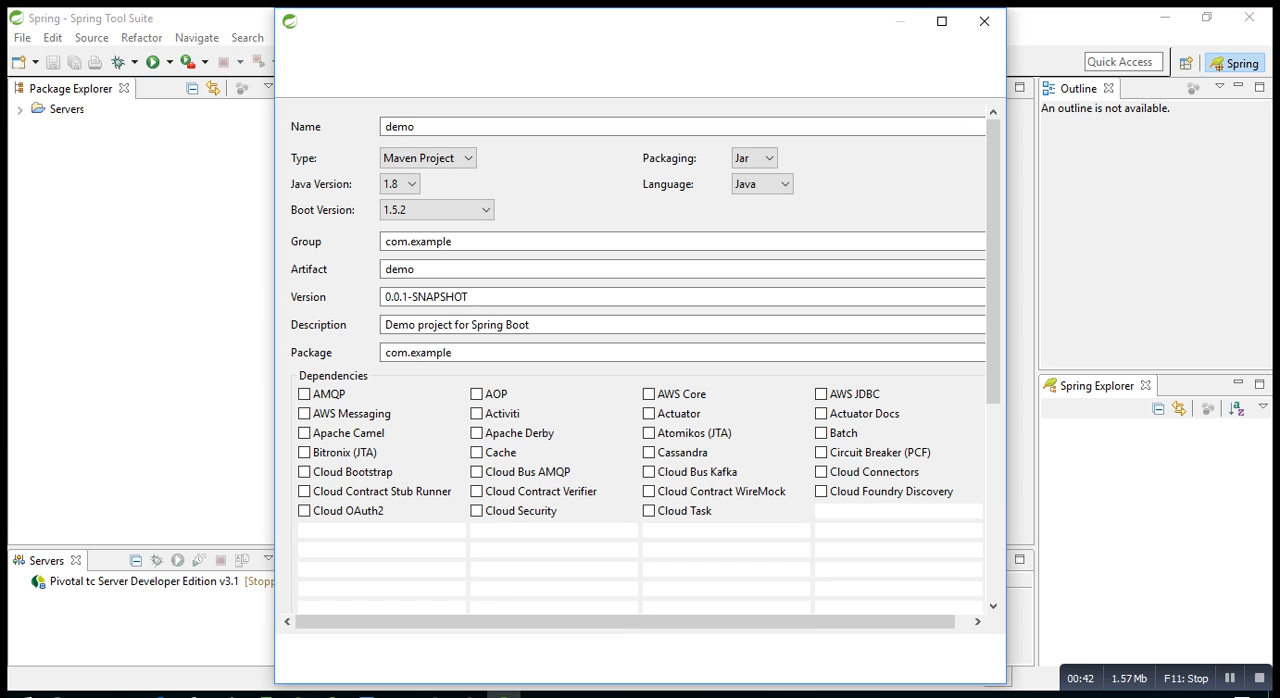 Spring - Spring Tool Suite
File Edit Source Refactor Navigate Search
Quick Access
Spring
Package Explorer
Servers
Name demo
Type: Maven Project Packaging: Jar
Java Version: 1.8 Language: Java
Boot Version: 1.5.2
Group com.example
Artifact demo
Version 0.0.1-SNAPSHOT
Description Demo project for Spring Boot
Package com.example
Dependencies
AMQP AOP AWS Core AWS JDBC
AWS Messaging Activiti Actuator Actuator Docs
Apache Camel Apache Derby Atomikos (JTA) Batch
Bitronix (JTA) Cache Cassandra Circuit Breaker (PCF)
Cloud Bootstrap Cloud Bus AMQP Cloud Bus Kafka Cloud Connectors
Cloud Contract Stub Runner Cloud Contract Verifier Cloud Contract WireMock Cloud Foundry Discovery
Cloud OAuth2 Cloud Security Cloud Task
Outline
An outline is not available.
Spring Explorer
Servers
Pivotal tc Server Developer Edition v3.1 [Stopp
00:42 1.57 Mb F11: Stop